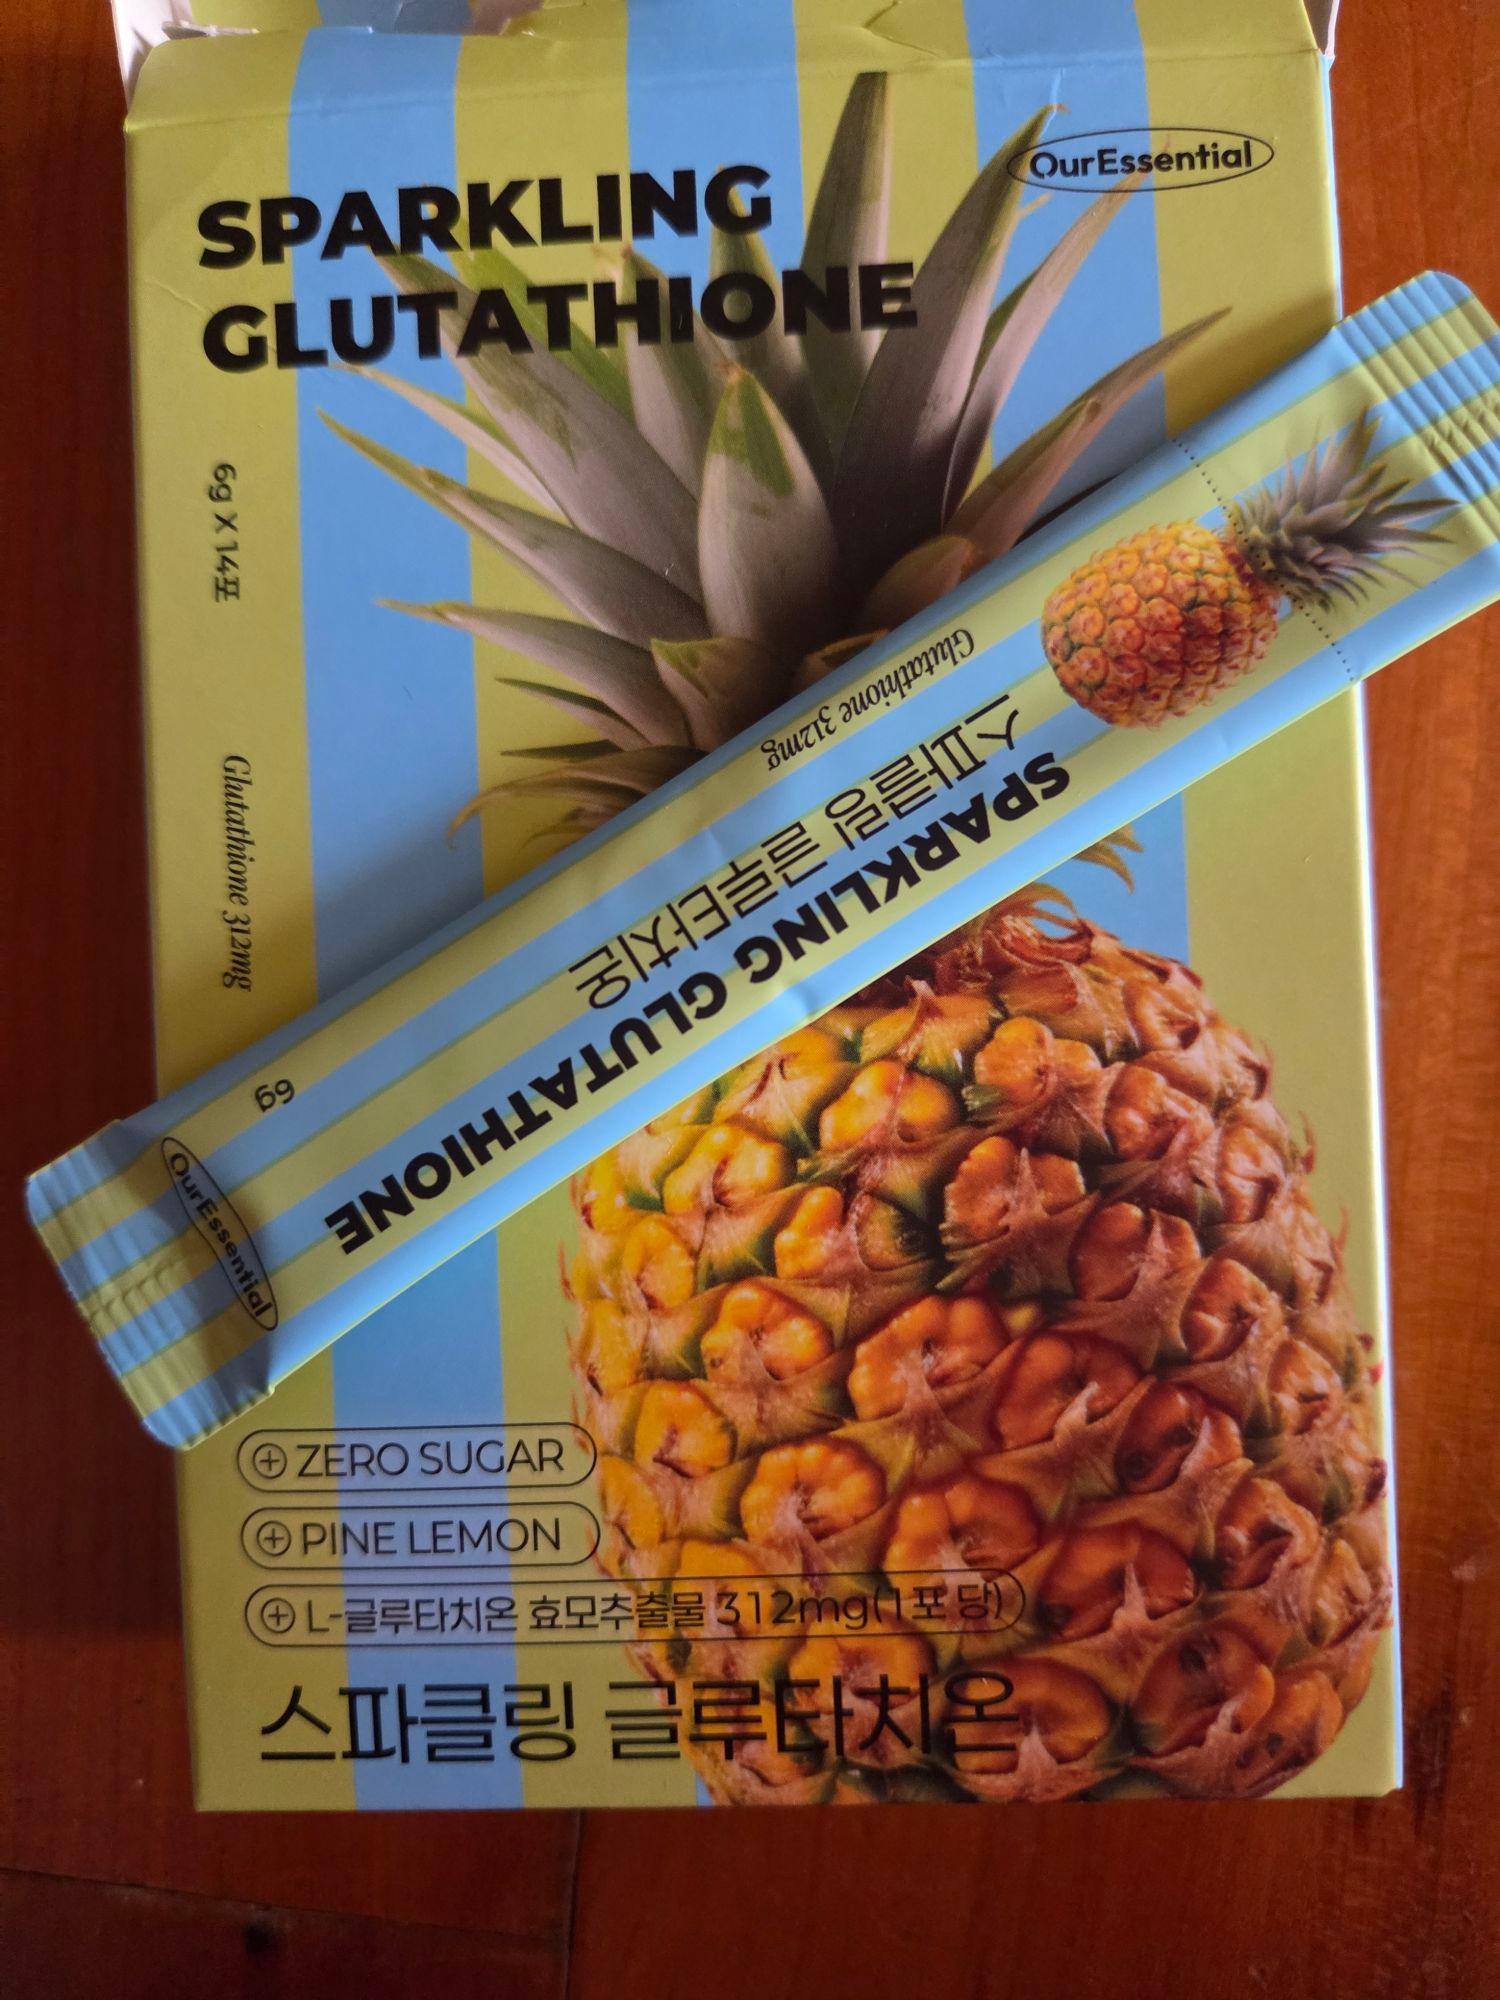 OurEssential
SPARKLING
GLUTATHIONE
6g X 14포
Glutathione 312mg
Glutathione 312mg
스파클링 글루타치온
SPARKLING GLUTATHIONE
6g
OurEssential
ZERO SUGAR
PINE LEMON
L-글루타치온 효모추출물 312mg(1포 당)
스파클링 글루타치온